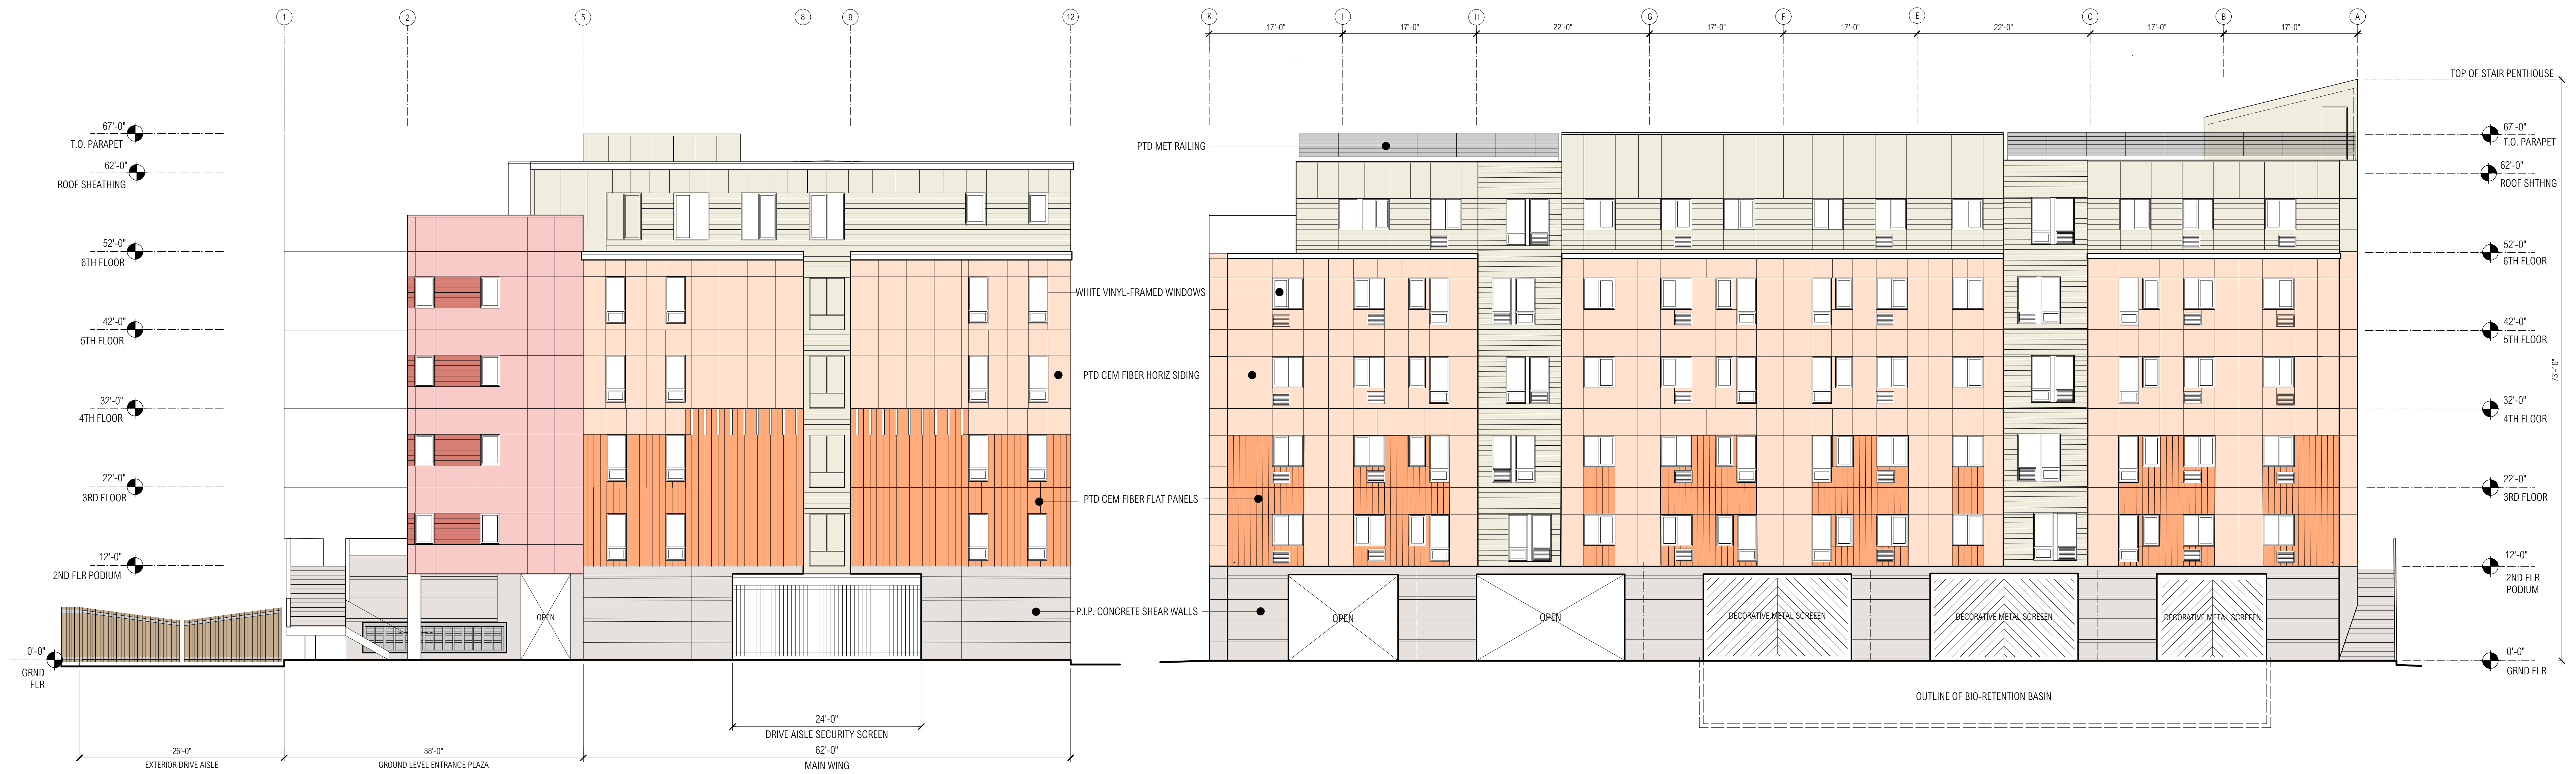 1
2
5
8
9
12
K
I
H
G
F
E
C
B
A
17'-0"
17'-0"
22'-0"
17'-0"
17'-0"
22'-0"
17'-0"
17'-0"
TOP OF STAIR PENTHOUSE
67'-0"
T.O. PARAPET
62'-0"
ROOF SHEATHING
52'-0"
6TH FLOOR
42'-0"
5TH FLOOR
32'-0"
4TH FLOOR
22'-0"
3RD FLOOR
12'-0"
2ND FLR PODIUM
0'-0"
GRND
FLR
OPEN
PTD MET RAILING
WHITE VINYL-FRAMED WINDOWS
PTD CEM FIBER HORIZ SIDING
PTD CEM FIBER FLAT PANELS
P.I.P. CONCRETE SHEAR WALLS
OPEN
OPEN
DECORATIVE METAL SCREEEN
DECORATIVE METAL SCREEEN
DECORATIVE METAL SCREEEN
67'-0"
T.O. PARAPET
62'-0"
ROOF SHTHNG
52'-0"
6TH FLOOR
42'-0"
5TH FLOOR
32'-0"
4TH FLOOR
22'-0"
3RD FLOOR
12'-0"
2ND FLR
PODIUM
0'-0"
GRND FLR
73'-10"
OUTLINE OF BIO-RETENTION BASIN
24'-0"
DRIVE AISLE SECURITY SCREEN
26'-0"
EXTERIOR DRIVE AISLE
38'-0"
GROUND LEVEL ENTRANCE PLAZA
62'-0"
MAIN WING